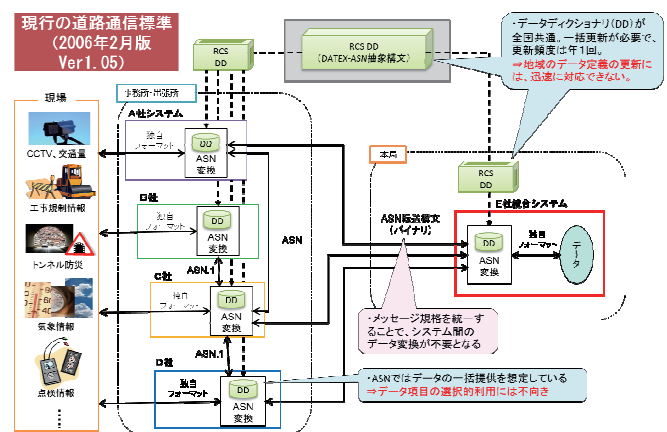 現行の道路通信標準
(2006年2月版
Ver1.05)
RCS
DD
RCS DD
(DATEX-ASN抽象構文)
・データディクショナリ(DD)が
全国共通。一括更新が必要で、
更新頻度は年1回。
⇒地域のデータ定義の更新に
は、迅速に対応できない。
現場
CCTV、交通量
工事規制情報
トンネル防災
気象情報
点検情報
事務所・出張所
A社システム
独自
フォーマット
DD
ASN
変換
B社
独自
フォーマット
DD
ASN
変換
ASN.1
C社
独自
フォーマット
DD
ASN
変換
ASN.1
D社
独自
フォーマット
DD
ASN
変換
ASN
ASN転送構文
(バイナリ)
本局
RCS
DD
E社統合システム
DD
ASN
変換
独自
フォーマット
データ
・メッセージ規格を統一す
ることで、システム間の
データ変換が不要となる
・ASNではデータの一括提供を想定している
⇒データ項目の選択的利用には不向き